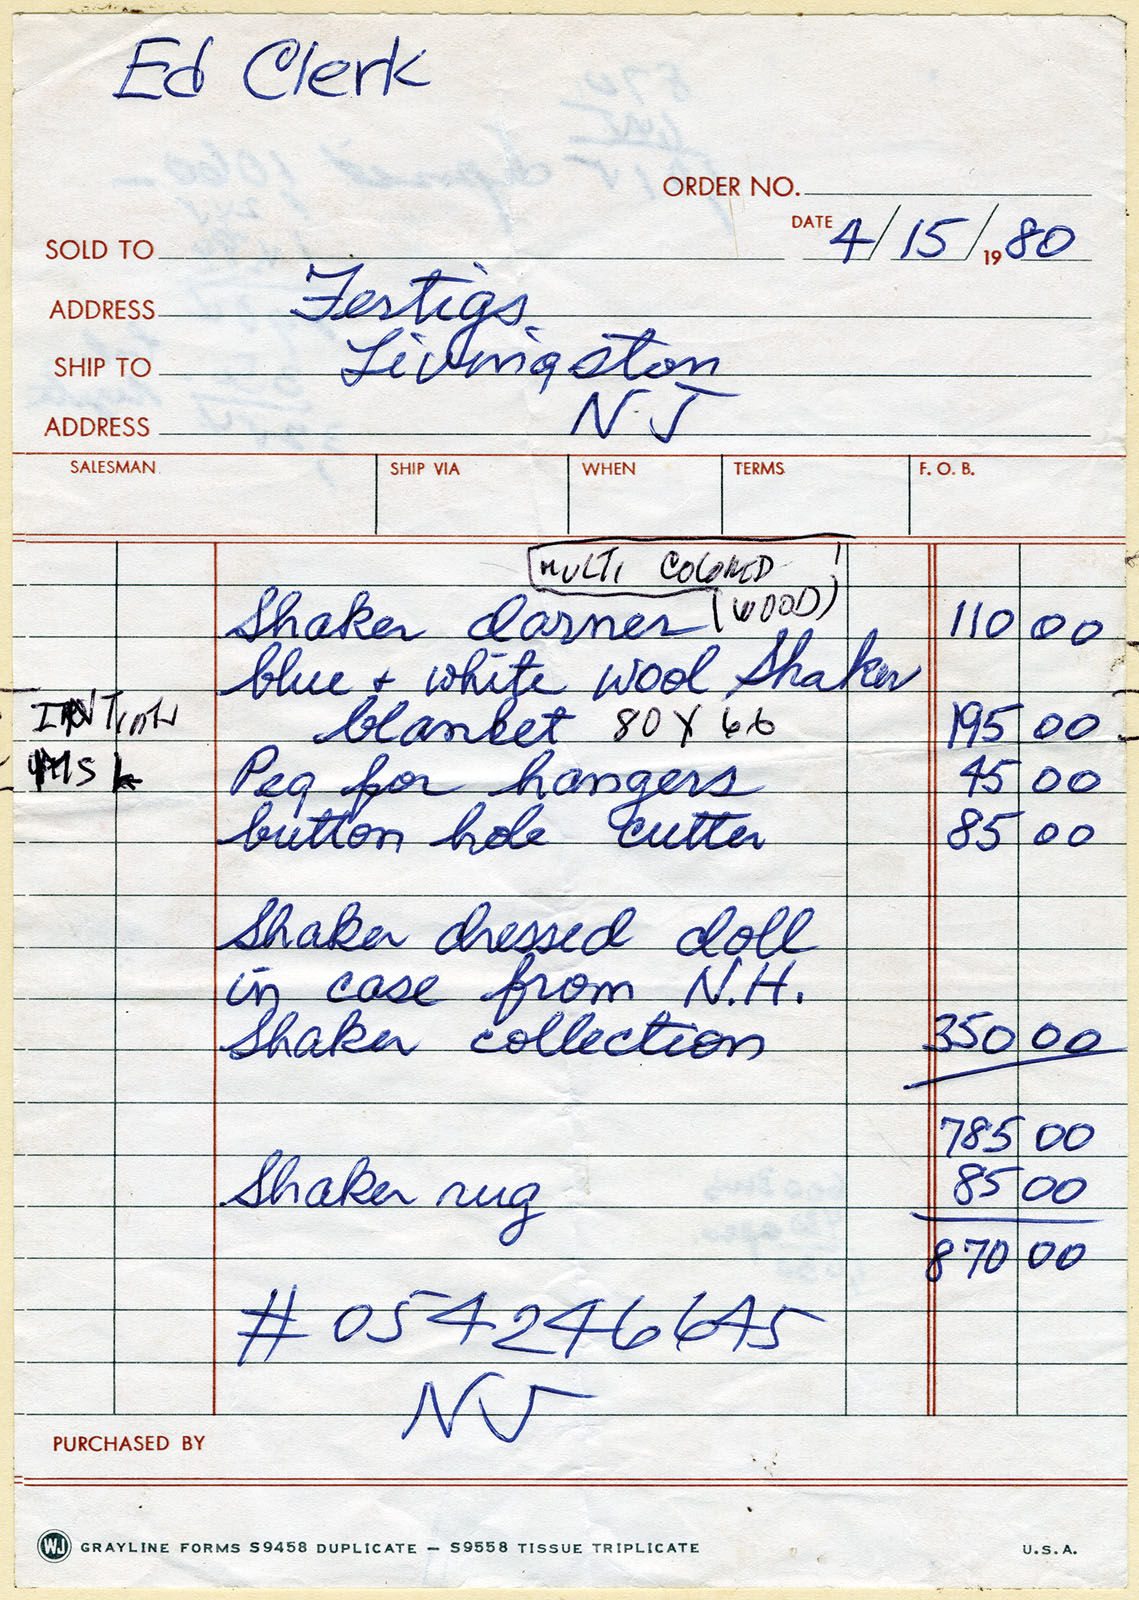 Ed Clerk
ORDER NO.
DATE 4/15/1980
SOLD TO
ADDRESS Fertigs
SHIP TO Livingston
ADDRESS NJ
SALESMAN SHIP VIA WHEN TERMS F. O. B.
MULTI COLORED
(WOOD)
Shaker darner 110 00
blue + white wool Shaker
blanket 80 X 66 195 00
Peg for hangers 45 00
button hole cutter 85 00
Shaker dressed doll
in case from N.H.
Shaker collection 350 00
785 00
Shaker rug 85 00
870 00
# 054246645
NJ
PURCHASED BY
WJ GRAYLINE FORMS S9458 DUPLICATE — S9558 TISSUE TRIPLICATE U.S.A.